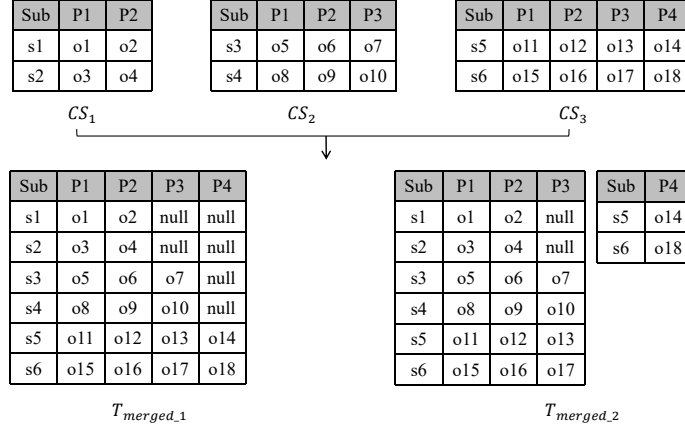 Sub P1 P2
s1 o1 o2
s2 o3 o4
CS1
Sub P1 P2 P3
s3 o5 o6 o7
s4 o8 o9 o10
CS2
Sub P1 P2 P3 P4
s5 o11 o12 o13 o14
s6 o15 o16 o17 o18
CS3
Sub P1 P2 P3 P4
s1 o1 o2 null null
s2 o3 o4 null null
s3 o5 o6 o7 null
s4 o8 o9 o10 null
s5 o11 o12 o13 o14
s6 o15 o16 o17 o18
Tmerged_1
Sub P1 P2 P3
s1 o1 o2 null
s2 o3 o4 null
s3 o5 o6 o7
s4 o8 o9 o10
s5 o11 o12 o13
s6 o15 o16 o17
Sub P4
s5 o14
s6 o18
Tmerged_2